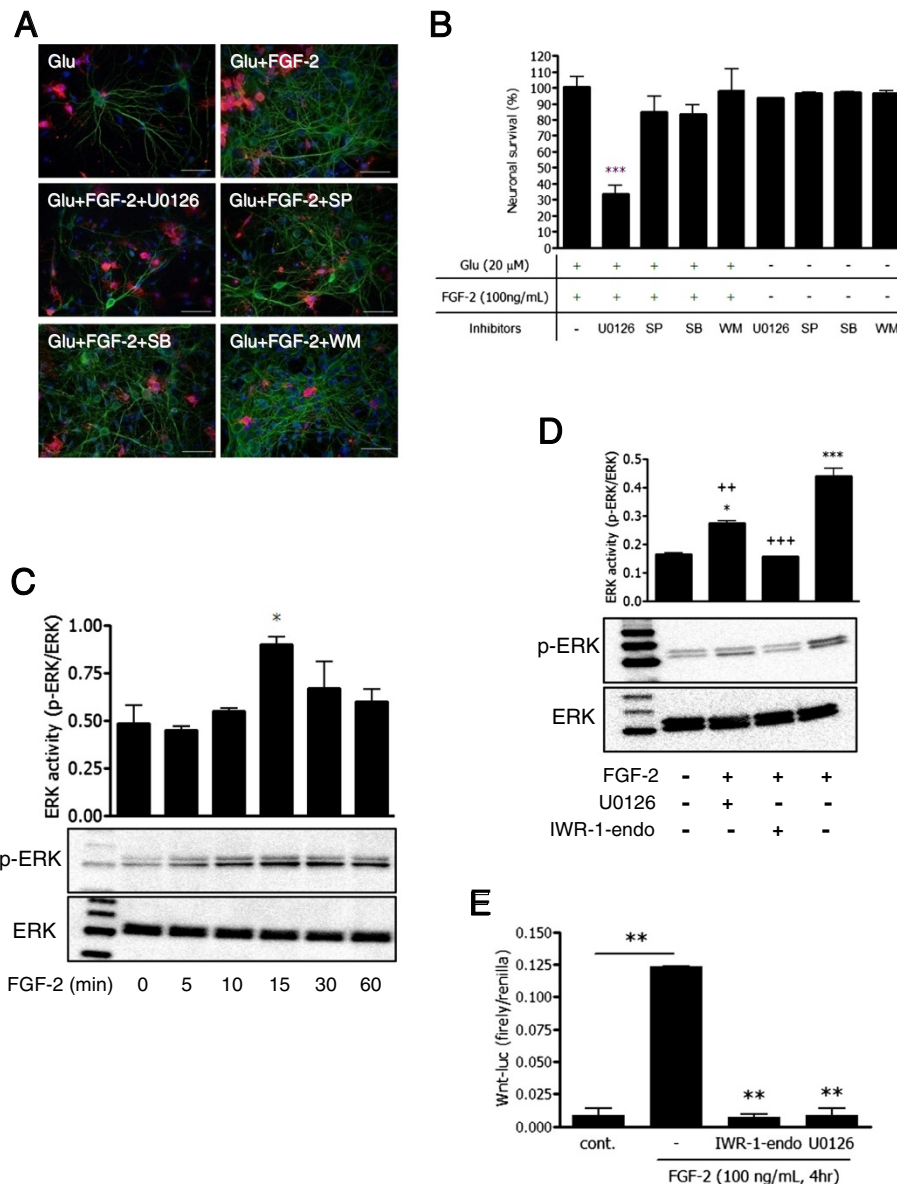 A
Glu
Glu+FGF-2
Glu+FGF-2+U0126
Glu+FGF-2+SP
Glu+FGF-2+SB
Glu+FGF-2+WM
B
Neuronal survival (%)
120
110
100
90
80
70
60
50
40
30
20
10
0
***
Glu (20 μM) + + + + + - - - -
FGF-2 (100ng/mL) + + + + + - - - -
Inhibitors - U0126 SP SB WM U0126 SP SB WM
C
ERK activity (p-ERK/ERK)
1.00
0.75
0.50
0.25
0.00
*
p-ERK
ERK
FGF-2 (min) 0 5 10 15 30 60
D
ERK activity (p-ERK/ERK)
0.5
0.4
0.3
0.2
0.1
0.0
++
*
+++
***
p-ERK
ERK
FGF-2 - + + +
U0126 - + - -
IWR-1-endo - - + -
E
Wnt-luc (firely/renilla)
0.150
0.125
0.100
0.075
0.050
0.025
0.000
**
**
**
cont. - IWR-1-endo U0126
FGF-2 (100 ng/mL, 4hr)